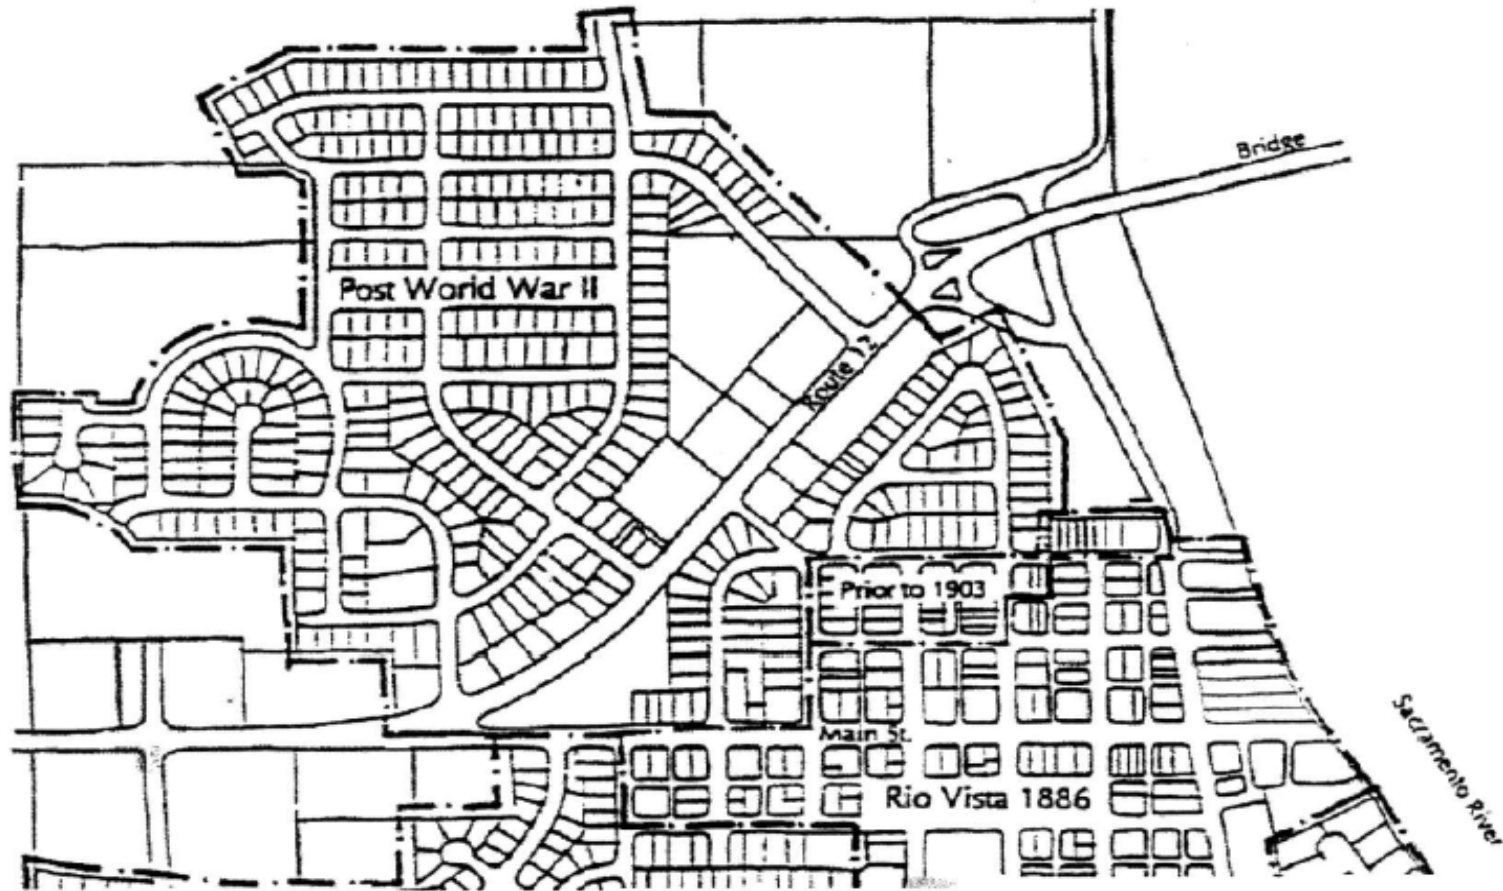 Bridge
Post World War II
Route 12
Prior to 1903
Main St.
Rio Vista 1886
Sacramento River